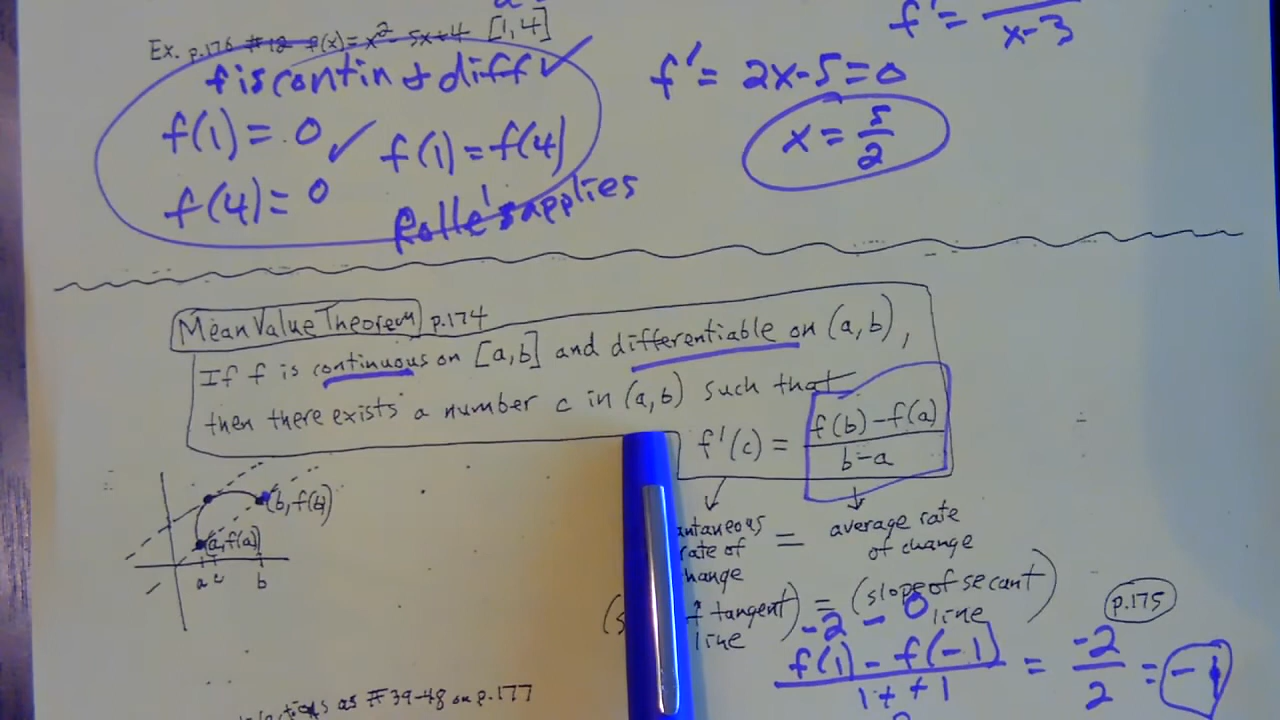 Ex. p.176 #18 f(x)=x²-5x+4 [1,4]
f is contin & diff ✓
f(1)=0 ✓ f(1)=f(4)
f(4)=0
Rolle's applies
f' =
x-3
f' = 2x-5=0
x = 5/2
Mean Value Theorem p.174
If f is continuous on [a,b] and differentiable on (a,b),
then there exists a number c in (a,b) such that
f'(c) = f(b)-f(a)
b-a
(b, f(b))
(a, f(a))
a c b
antaneous = average rate
rate of of change
hange
tangent) = (slope of secant)
line line
p.175
-2 - 0
f(1) - f(-1) = -2/2 = -1
1 + +1
as #39-48 on p.177